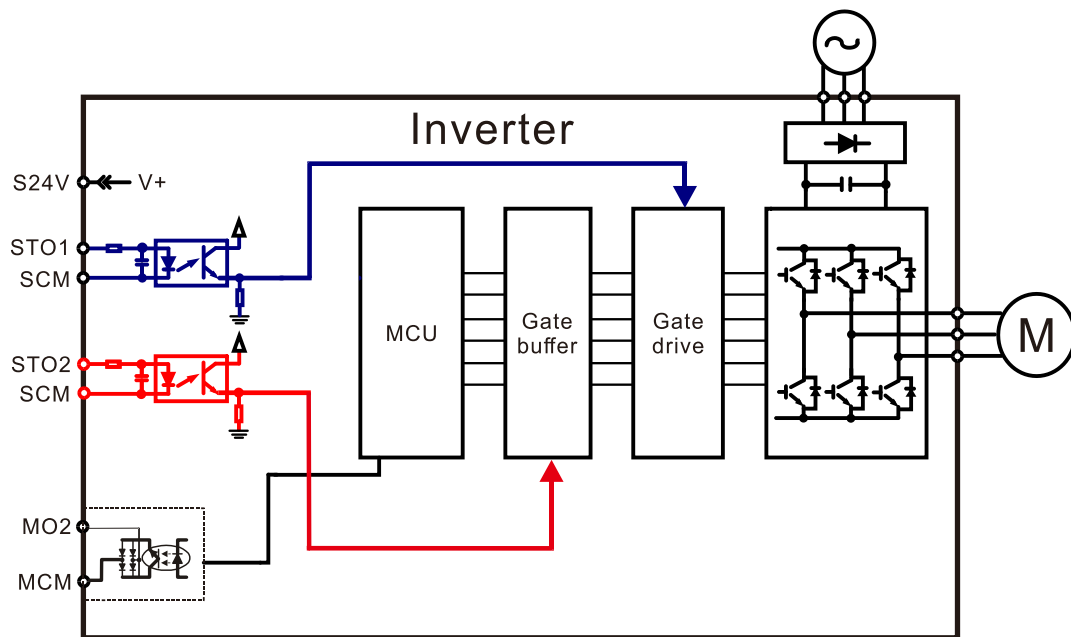 Inverter
S24V
V+
STO1
SCM
STO2
SCM
MCU
Gate
buffer
Gate
drive
M
MO2
MCM